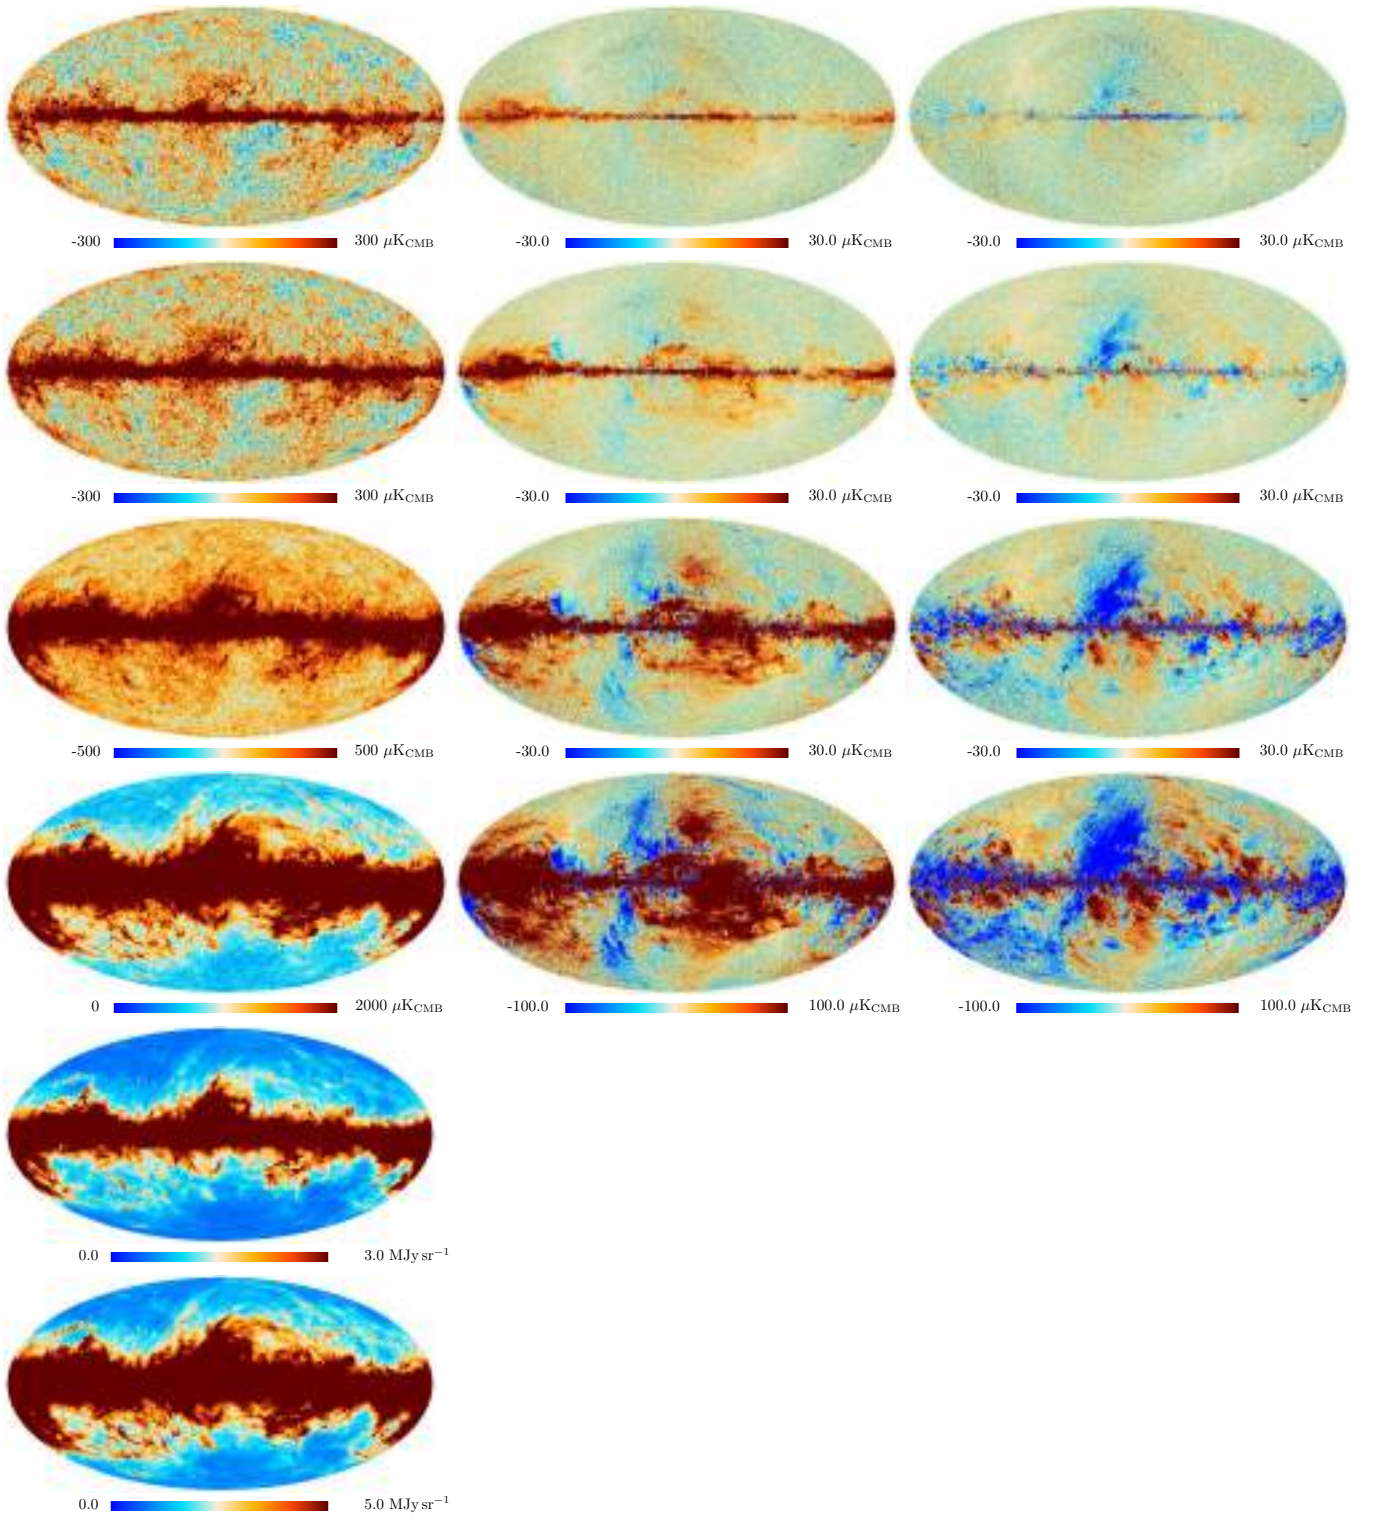 -300 300 μK_CMB -30.0 30.0 μK_CMB -30.0 30.0 μK_CMB
-300 300 μK_CMB -30.0 30.0 μK_CMB -30.0 30.0 μK_CMB
-500 500 μK_CMB -30.0 30.0 μK_CMB -30.0 30.0 μK_CMB
0 2000 μK_CMB -100.0 100.0 μK_CMB -100.0 100.0 μK_CMB
0.0 3.0 MJy sr⁻¹
0.0 5.0 MJy sr⁻¹